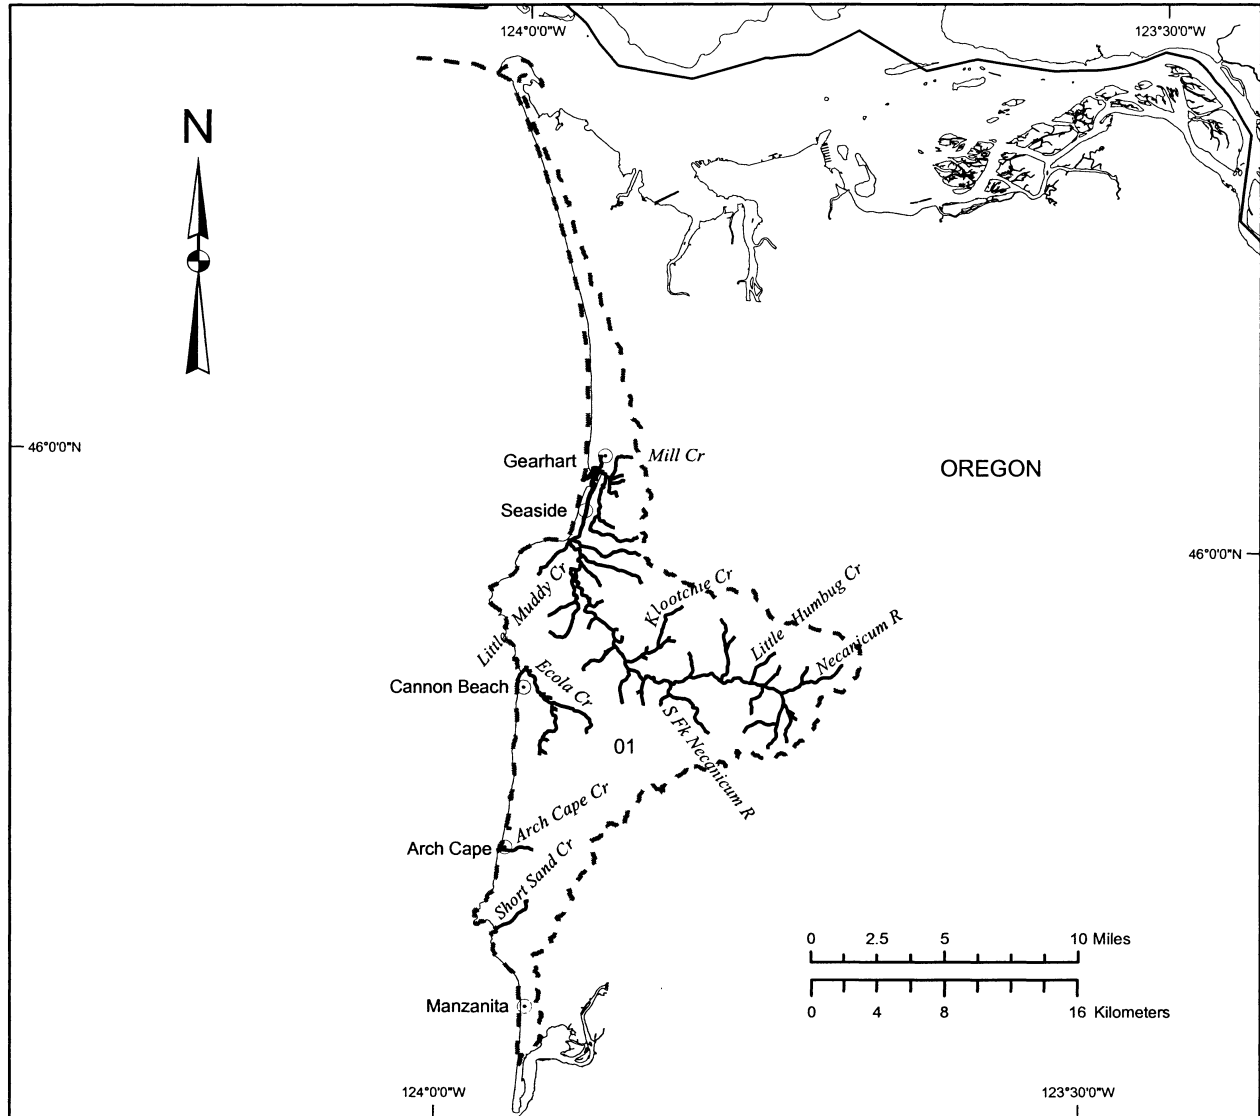 124°0'0"W
123°30'0"W
N
46°0'0"N
Gearhart
Mill Cr
OREGON
Seaside
46°0'0"N
Little Muddy Cr
Klootchie Cr
Little Humbug Cr
Necanicum R
Ecola Cr
Cannon Beach
S Fk Necanicum R
01
Arch Cape Cr
Arch Cape
Short Sand Cr
0 2.5 5 10 Miles
0 4 8 16 Kilometers
Manzanita
124°0'0"W
123°30'0"W